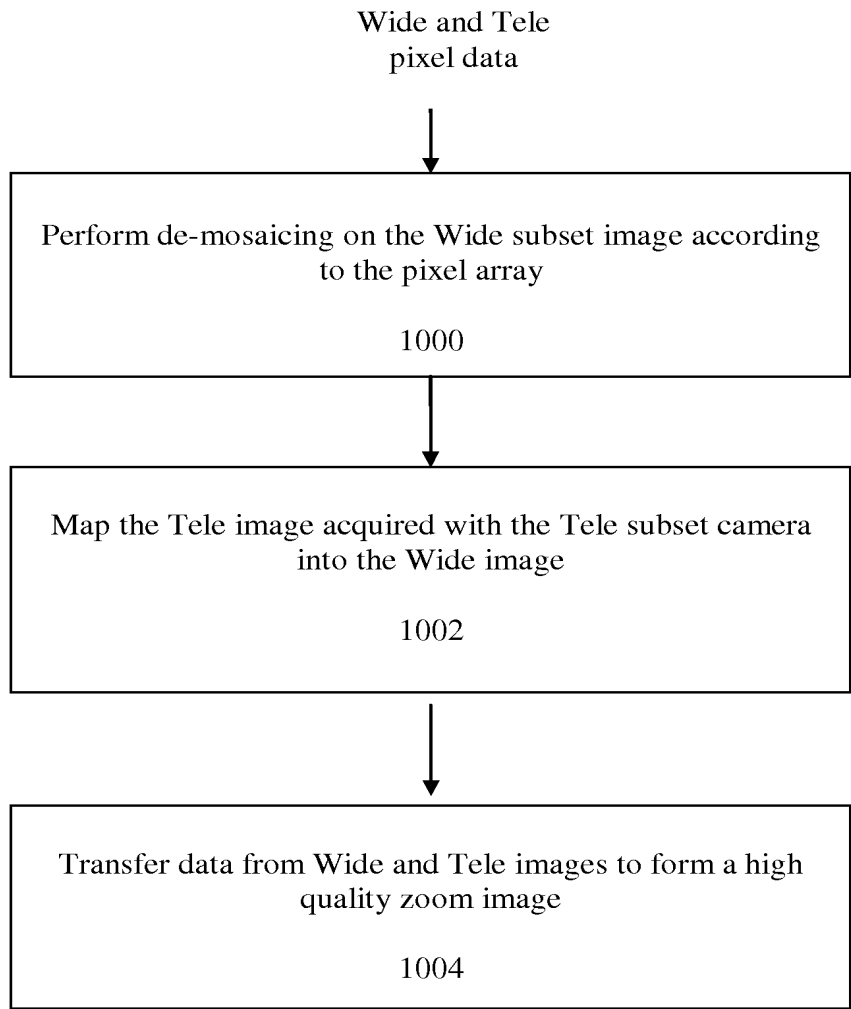 Wide and Tele
pixel data
Perform de-mosaicing on the Wide subset image according
to the pixel array
1000
Map the Tele image acquired with the Tele subset camera
into the Wide image
1002
Transfer data from Wide and Tele images to form a high
quality zoom image
1004